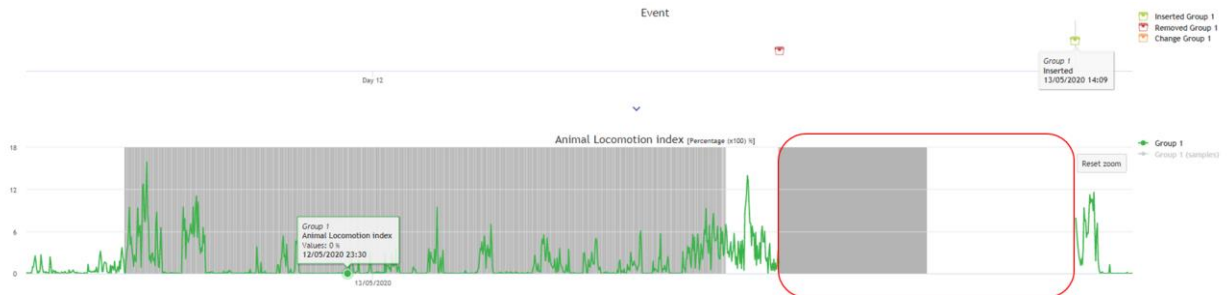 Event
Inserted Group 1
Removed Group 1
Change Group 1
Group 1
Inserted
13/05/2020 14:09
Day 12
Animal Locomotion index [Percentage (x100) %]
18
12
6
0
Group 1
Group 1 (samples)
Reset zoom
Group 1
Animal Locomotion index
Values: 0 %
12/05/2020 23:30
13/05/2020